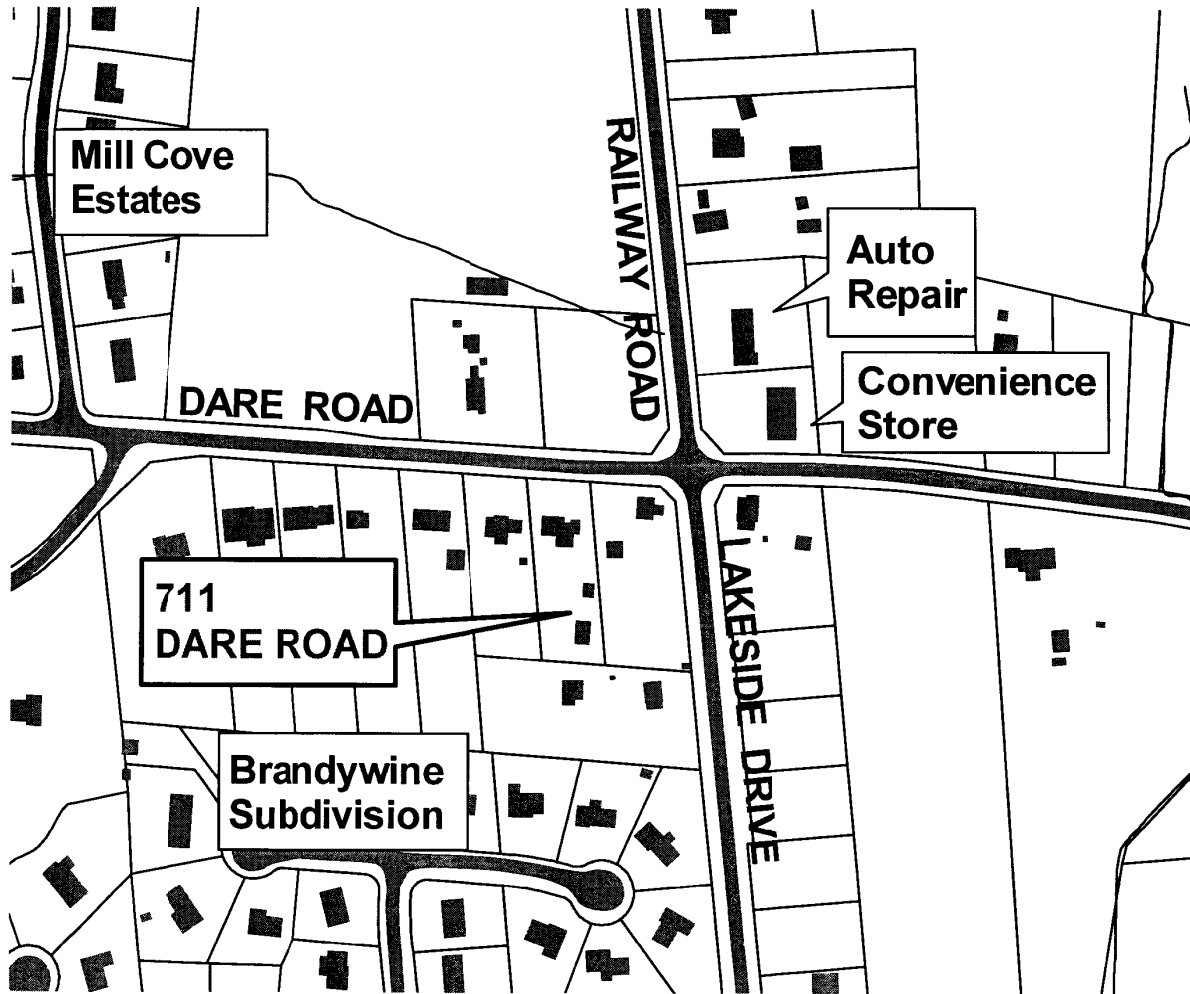 Mill Cove
Estates
RAILWAY ROAD
Auto
Repair
Convenience
Store
DARE ROAD
711
DARE ROAD
LAKESIDE DRIVE
Brandywine
Subdivision